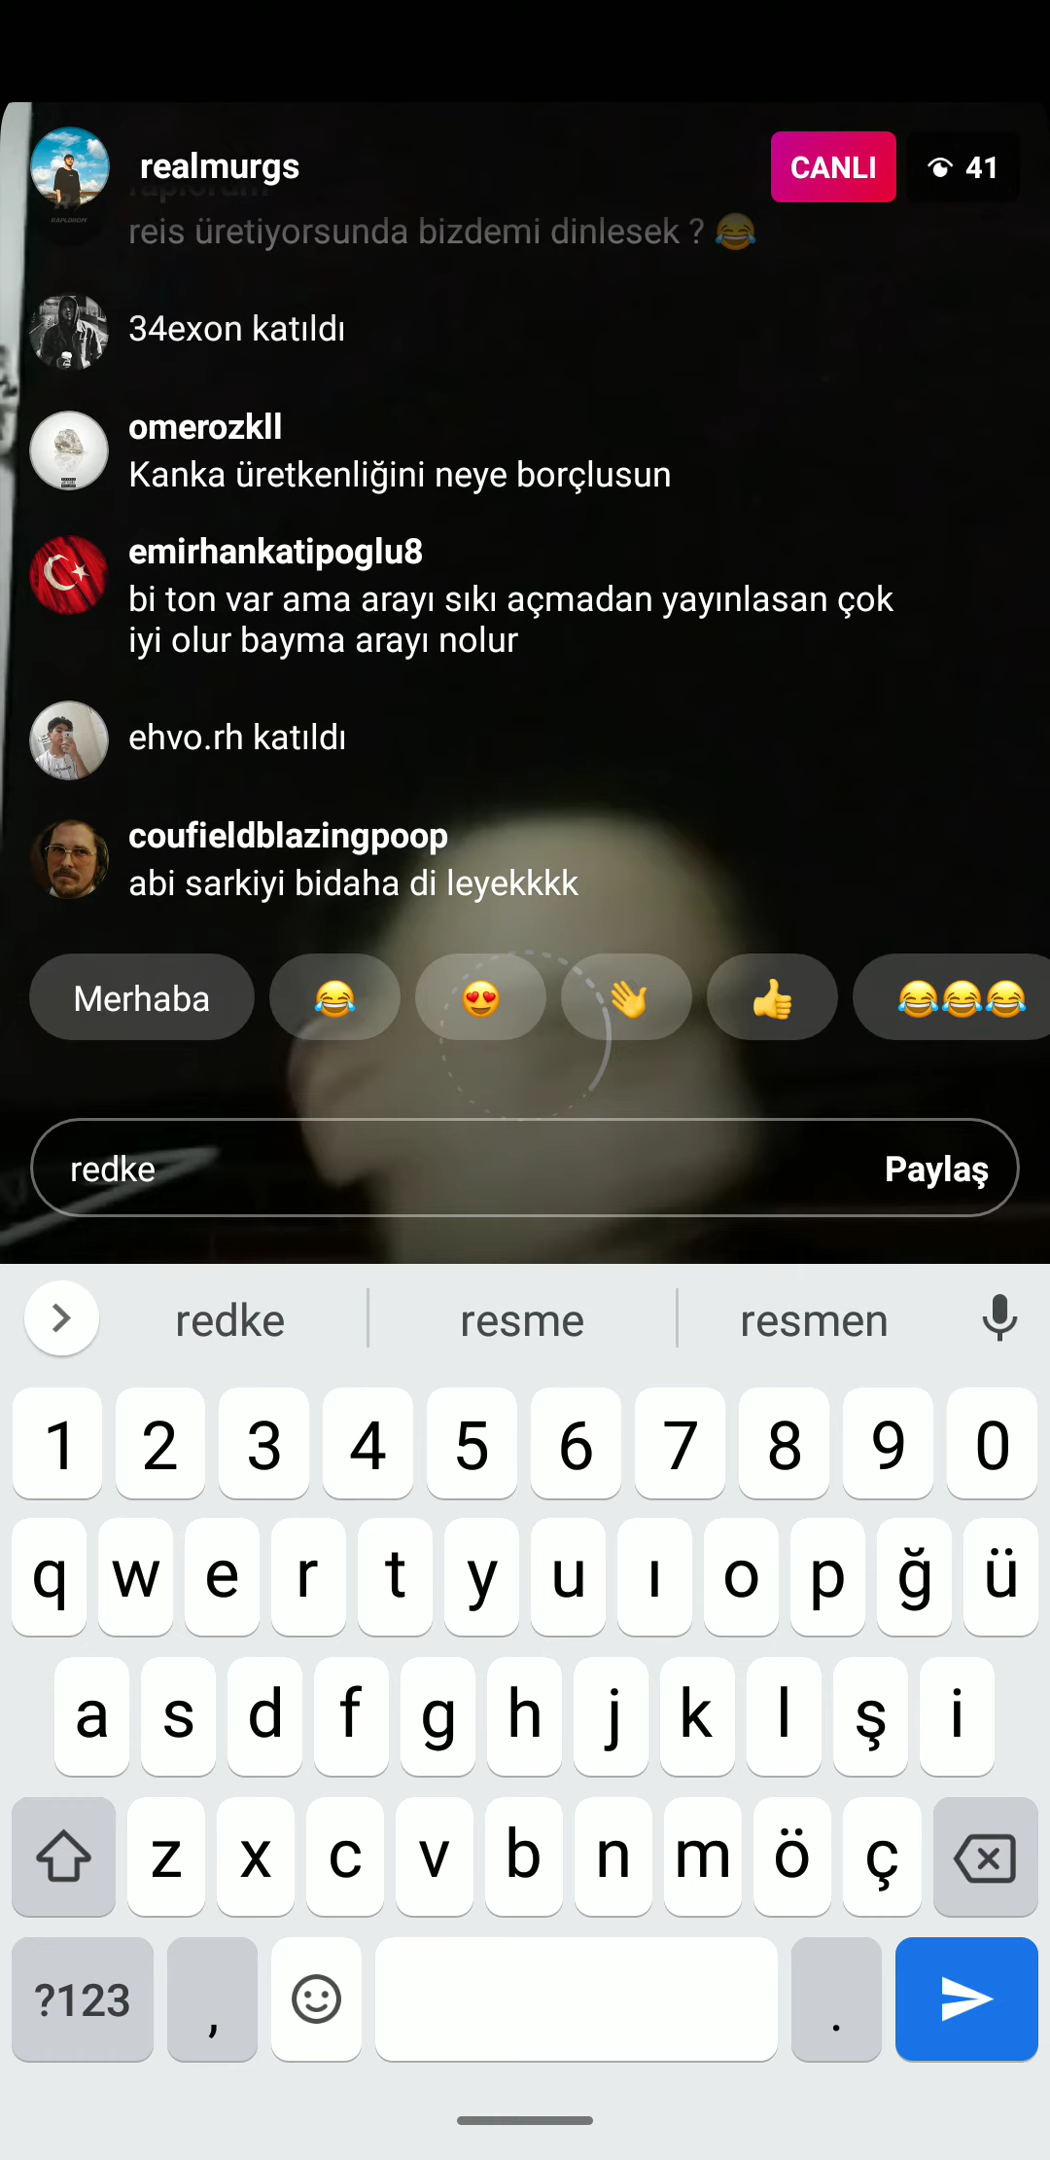 realmurgs
CANLI
41
raplorum
reis üretiyorsunda bizdemi dinlesek ? 😂
34exon katıldı
omerozkll
Kanka üretkenliğini neye borçlusun
emirhankatipoglu8
bi ton var ama arayı sıkı açmadan yayınlasan çok
iyi olur bayma arayı nolur
ehvo.rh katıldı
coufieldblazingpoop
abi sarkiyi bidaha di leyekkkk
Merhaba 😂 😍 👋 👍 😂😂😂
redke
Paylaş
redke resme resmen
1 2 3 4 5 6 7 8 9 0
q w e r t y u ı o p ğ ü
a s d f g h j k l ş i
z x c v b n m ö ç
?123 , .